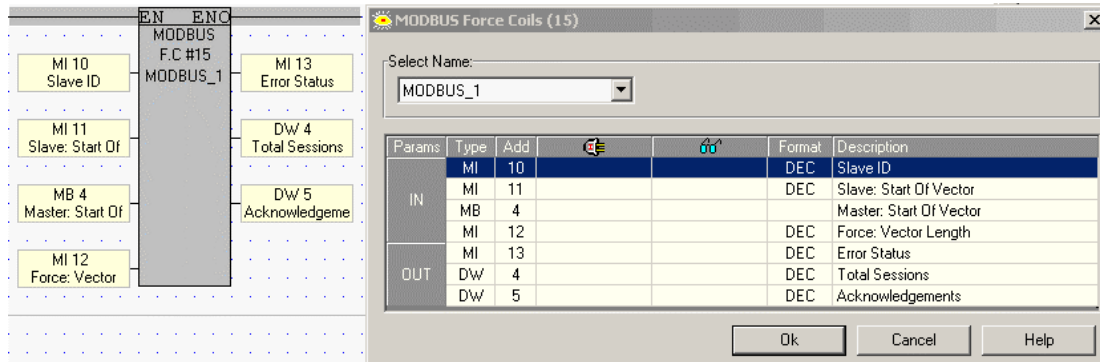 EN ENO
MODBUS
F.C #15
MODBUS_1
MI 10
Slave ID
MI 11
Slave: Start Of
MB 4
Master: Start Of
MI 12
Force: Vector
MI 13
Error Status
DW 4
Total Sessions
DW 5
Acknowledgeme
MODBUS Force Coils (15)
Select Name:
MODBUS_1
Params Type Add Format Description
IN
MI 10 DEC Slave ID
MI 11 DEC Slave: Start Of Vector
MB 4 Master: Start Of Vector
MI 12 DEC Force: Vector Length
OUT
MI 13 DEC Error Status
DW 4 DEC Total Sessions
DW 5 DEC Acknowledgements
Ok Cancel Help